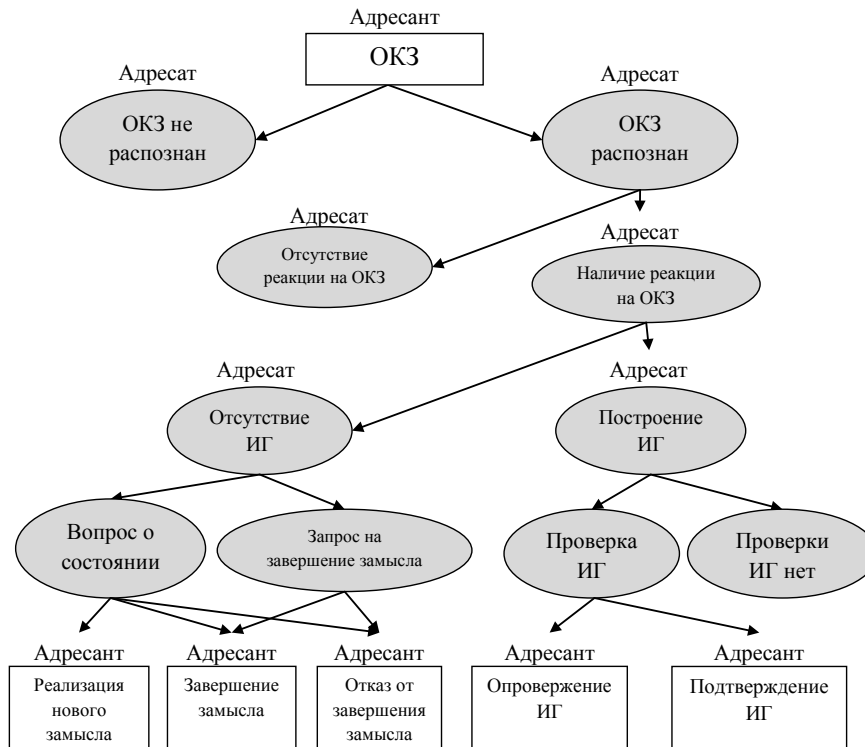 Адресант
ОКЗ
Адресат
ОКЗ не
распознан
Адресат
ОКЗ
распознан
Адресат
Отсутствие
реакции на ОКЗ
Адресат
Наличие реакции
на ОКЗ
Адресат
Отсутствие
ИГ
Адресат
Построение
ИГ
Вопрос о
состоянии
Запрос на
завершение замысла
Проверка
ИГ
Проверки
ИГ нет
Адресант
Реализация
нового
замысла
Адресант
Завершение
замысла
Адресант
Отказ от
завершения
замысла
Адресант
Опровержение
ИГ
Адресант
Подтверждение
ИГ